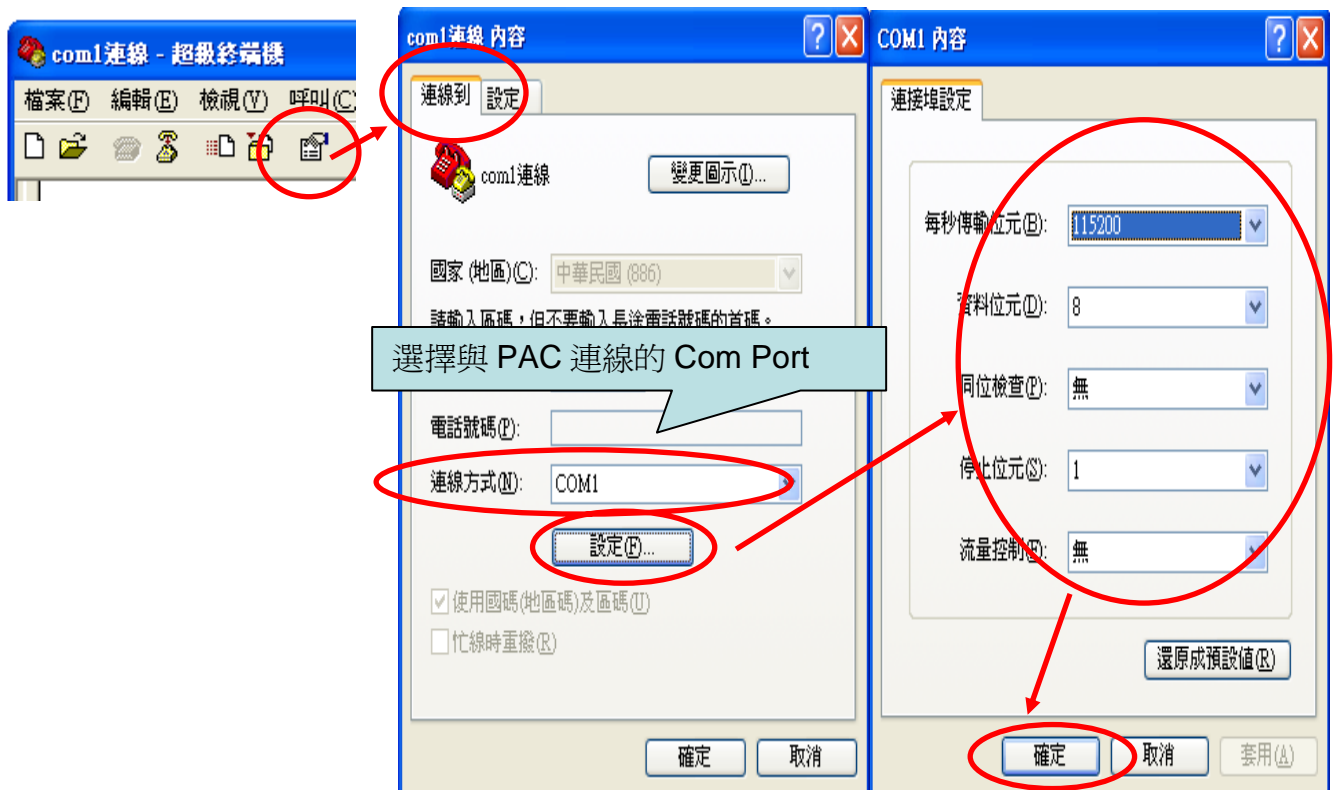 com1連線 - 超級終端機
檔案(F) 編輯(E) 檢視(V) 呼叫(C)
com1連線 內容
連線到 設定
com1連線
變更圖示(I)...
國家 (地區)(C): 中華民國 (886)
請輸入區碼，但不要輸入長途電話號碼的首碼。
選擇與 PAC 連線的 Com Port
電話號碼(P):
連線方式(N): COM1
設定(F)...
使用國碼(地區碼)及區碼(U)
忙線時重撥(R)
確定 取消
COM1 內容
連接埠設定
每秒傳輸位元(B): 115200
資料位元(D): 8
同位檢查(P): 無
停止位元(S): 1
流量控制(F): 無
還原成預設值(R)
確定 取消 套用(A)